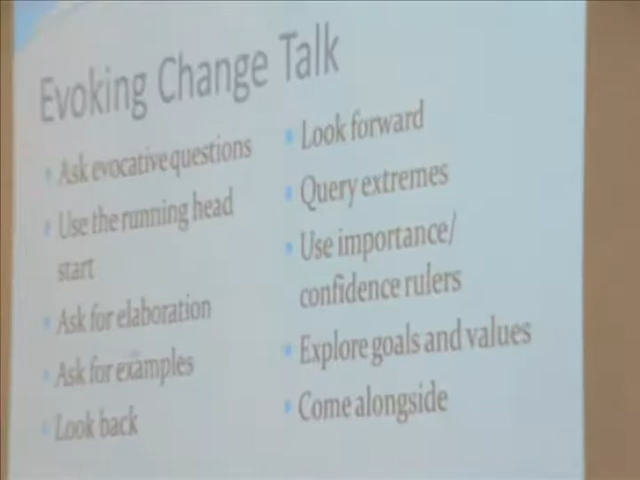 Evoking Change Talk
Ask evocative questions
Use the running head
start
Ask for elaboration
Ask for examples
Look back
Look forward
Query extremes
Use importance/
confidence rulers
Explore goals and values
Come alongside